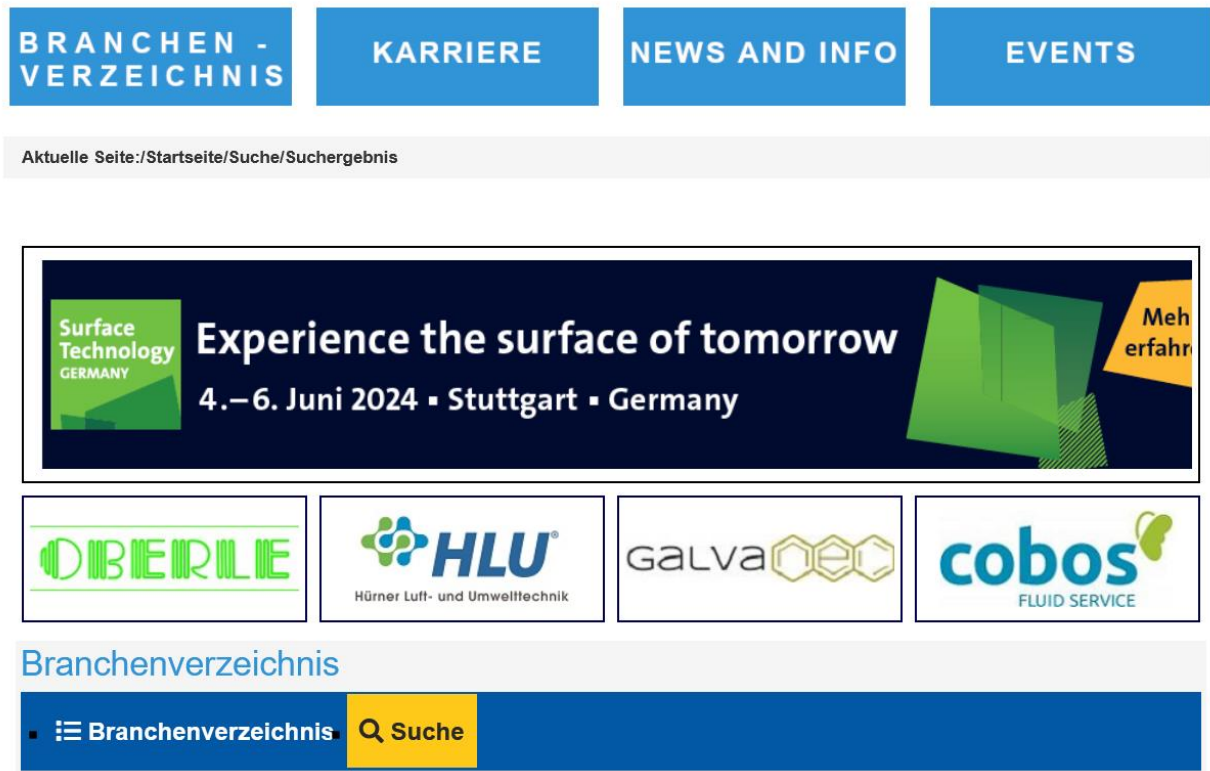 BRANCHEN -
VERZEICHNIS
KARRIERE
NEWS AND INFO
EVENTS
Aktuelle Seite:/Startseite/Suche/Suchergebnis
Surface
Technology
GERMANY
Experience the surface of tomorrow
4.–6. Juni 2024 ▪ Stuttgart ▪ Germany
Meh
erfahr
OBERLE
HLU®
Hürner Luft- und Umwelttechnik
GALVANEC
cobos
FLUID SERVICE
Branchenverzeichnis
Branchenverzeichnis
Suche